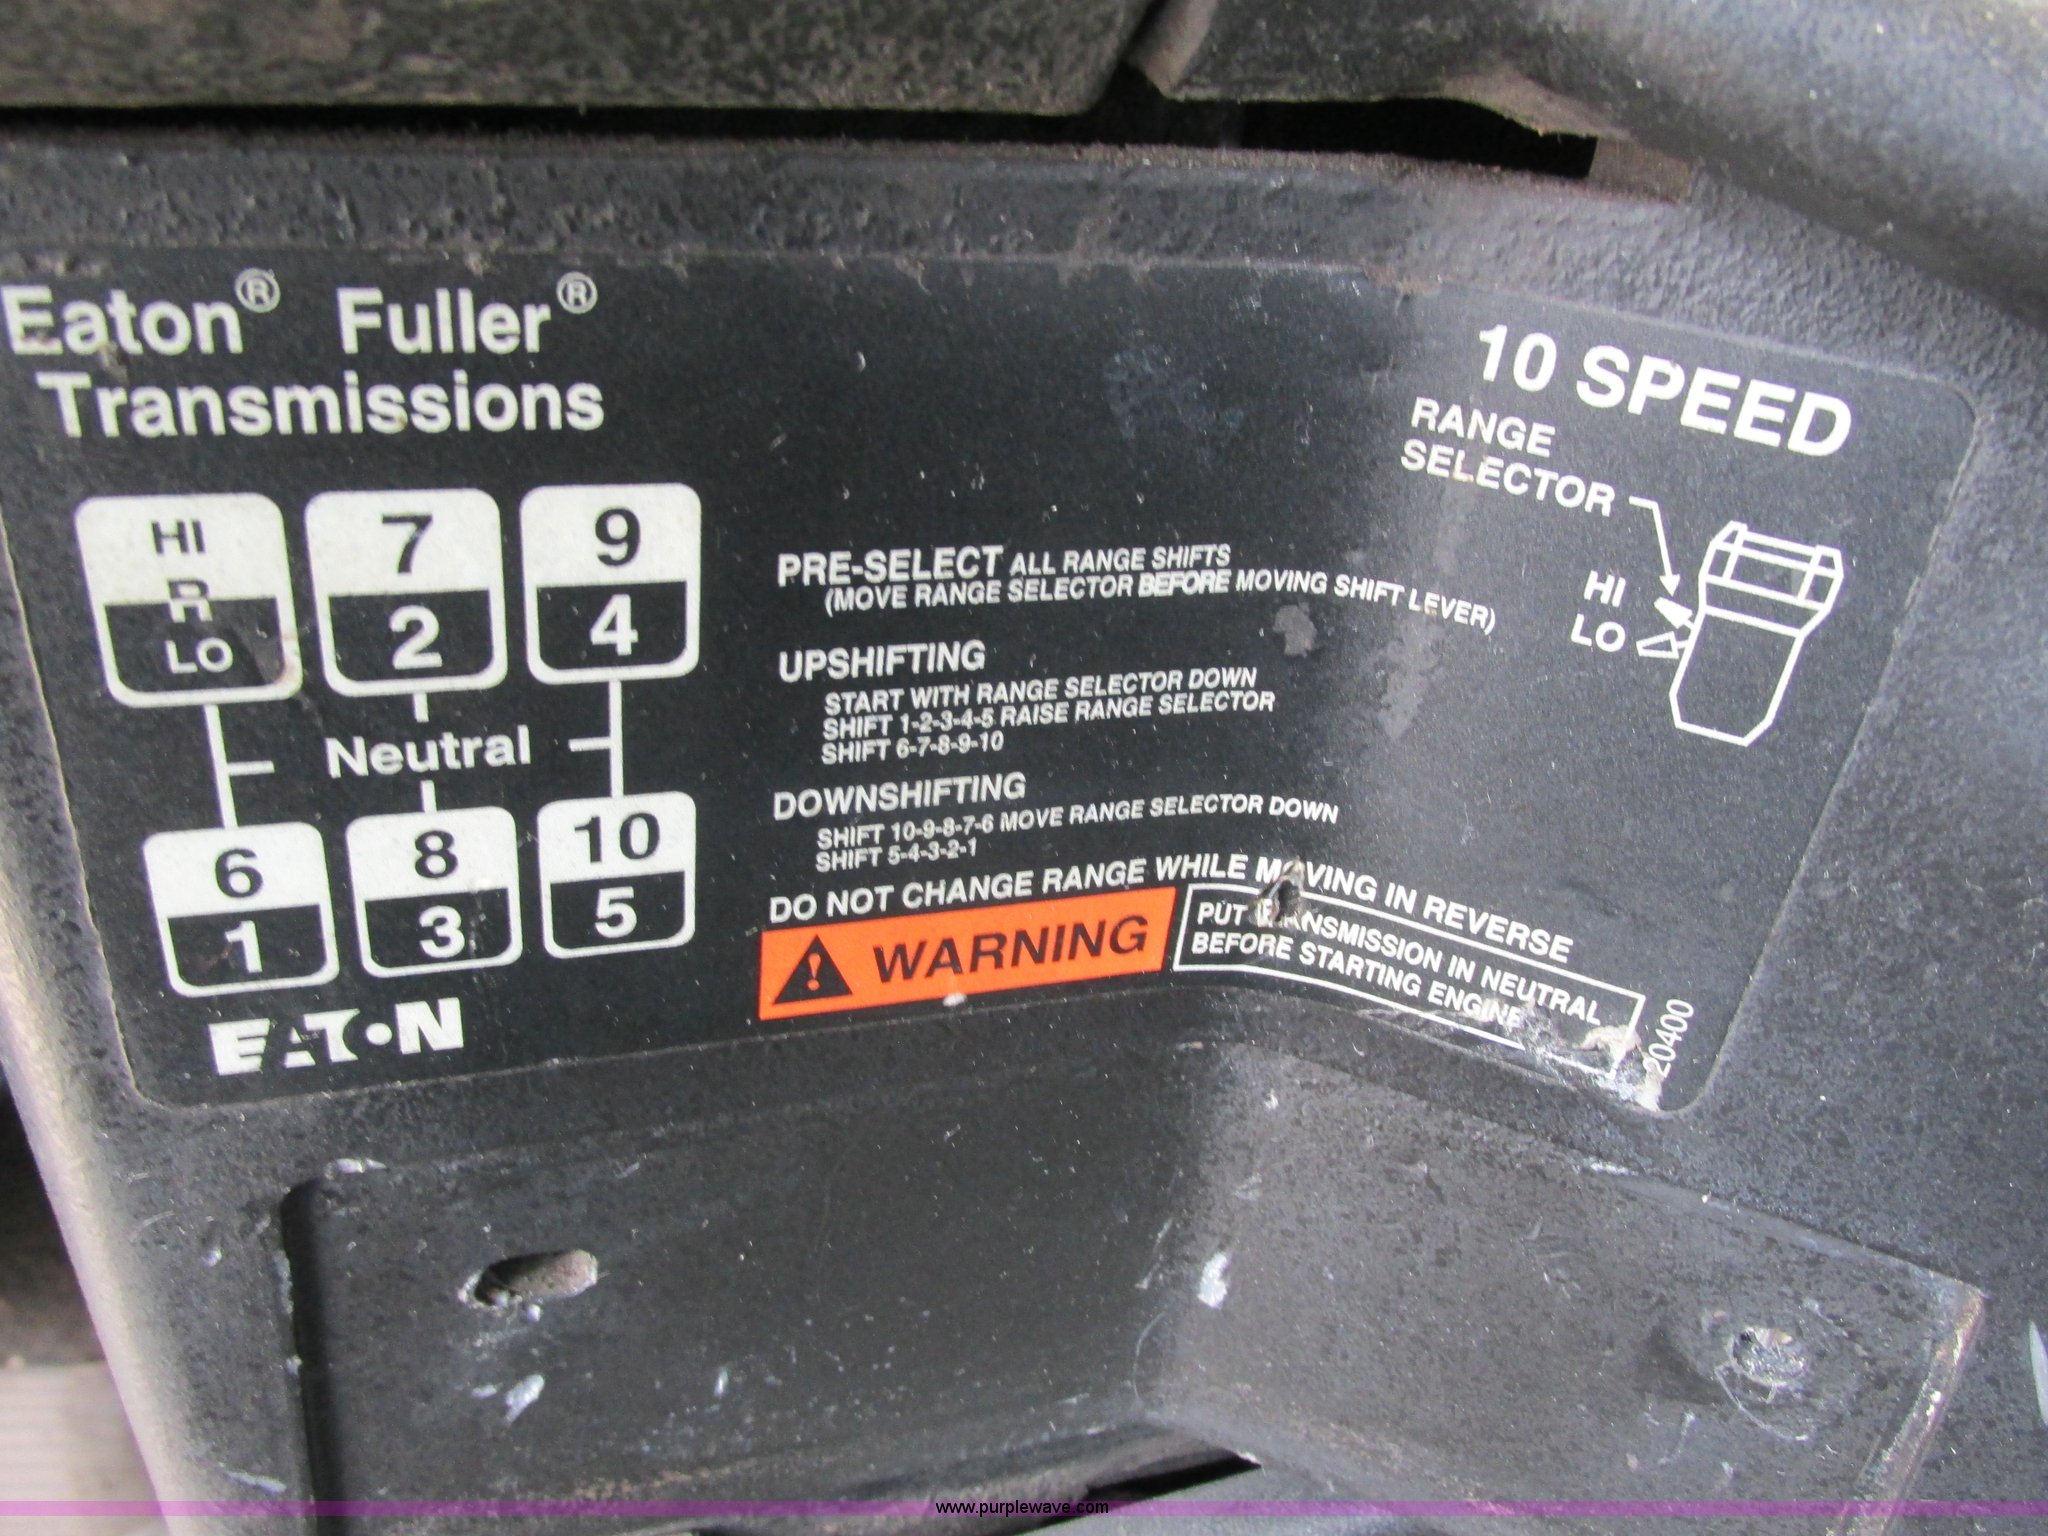 Eaton® Fuller®
Transmissions
HI
R
LO
7
2
9
4
Neutral
6
1
8
3
10
5
EATON
PRE-SELECT ALL RANGE SHIFTS
(MOVE RANGE SELECTOR BEFORE MOVING SHIFT LEVER)
UPSHIFTING
START WITH RANGE SELECTOR DOWN
SHIFT 1-2-3-4-5 RAISE RANGE SELECTOR
SHIFT 6-7-8-9-10
DOWNSHIFTING
SHIFT 10-9-8-7-6 MOVE RANGE SELECTOR DOWN
SHIFT 5-4-3-2-1
DO NOT CHANGE RANGE WHILE MOVING IN REVERSE
WARNING
PUT TRANSMISSION IN NEUTRAL
BEFORE STARTING ENGINE
20400
10 SPEED
RANGE
SELECTOR
HI
LO
www.purplewave.com